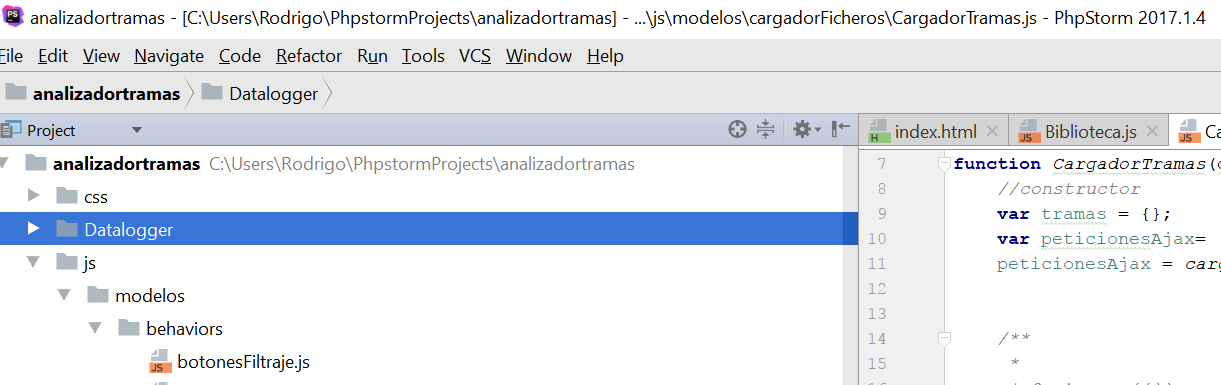 analizadortramas - [C:\Users\Rodrigo\PhpstormProjects\analizadortramas] - ...\js\modelos\cargadorFicheros\CargadorTramas.js - PhpStorm 2017.1.4
File Edit View Navigate Code Refactor Run Tools VCS Window Help
analizadortramas Datalogger
Project
index.html Biblioteca.js Ca
analizadortramas C:\Users\Rodrigo\PhpstormProjects\analizadortramas
css
Datalogger
js
modelos
behaviors
botonesFiltraje.js
7 function CargadorTramas(
8 //constructor
9 var tramas = {};
10 var peticionesAjax=
11 peticionesAjax = carg
12
13
14 /**
15 *